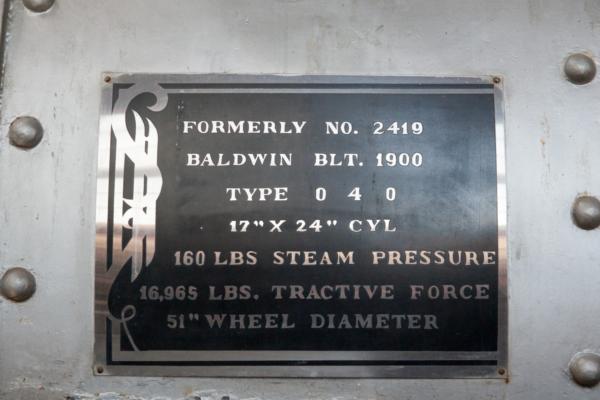 FORMERLY NO. 2419
BALDWIN BLT. 1900
TYPE 0 4 0
17" X 24" CYL
160 LBS STEAM PRESSURE
16,965 LBS. TRACTIVE FORCE
51" WHEEL DIAMETER